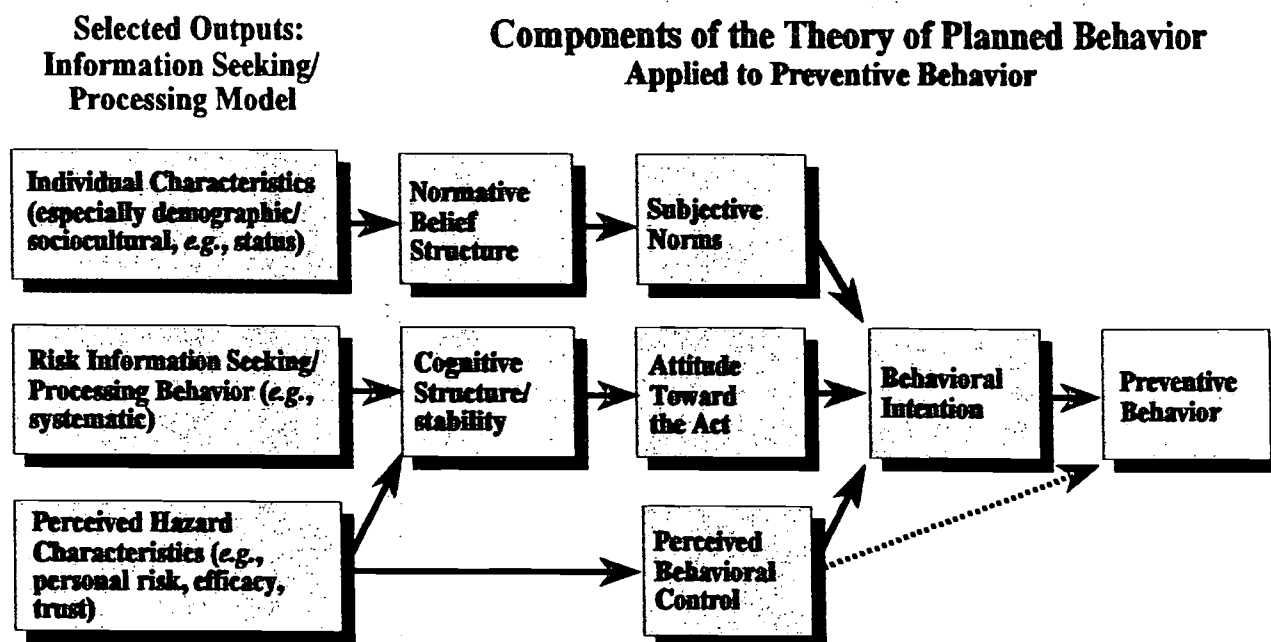 Selected Outputs:
Information Seeking/
Processing Model
Components of the Theory of Planned Behavior
Applied to Preventive Behavior
Individual Characteristics
(especially demographic/
sociocultural, e.g., status)
Normative
Belief
Structure
Subjective
Norms
Risk Information Seeking/
Processing Behavior (e.g.,
systematic)
Cognitive
Structure/
stability
Attitude
Toward
the Act
Behavioral
Intention
Preventive
Behavior
Perceived Hazard
Characteristics (e.g.,
personal risk, efficacy,
trust)
Perceived
Behavioral
Control